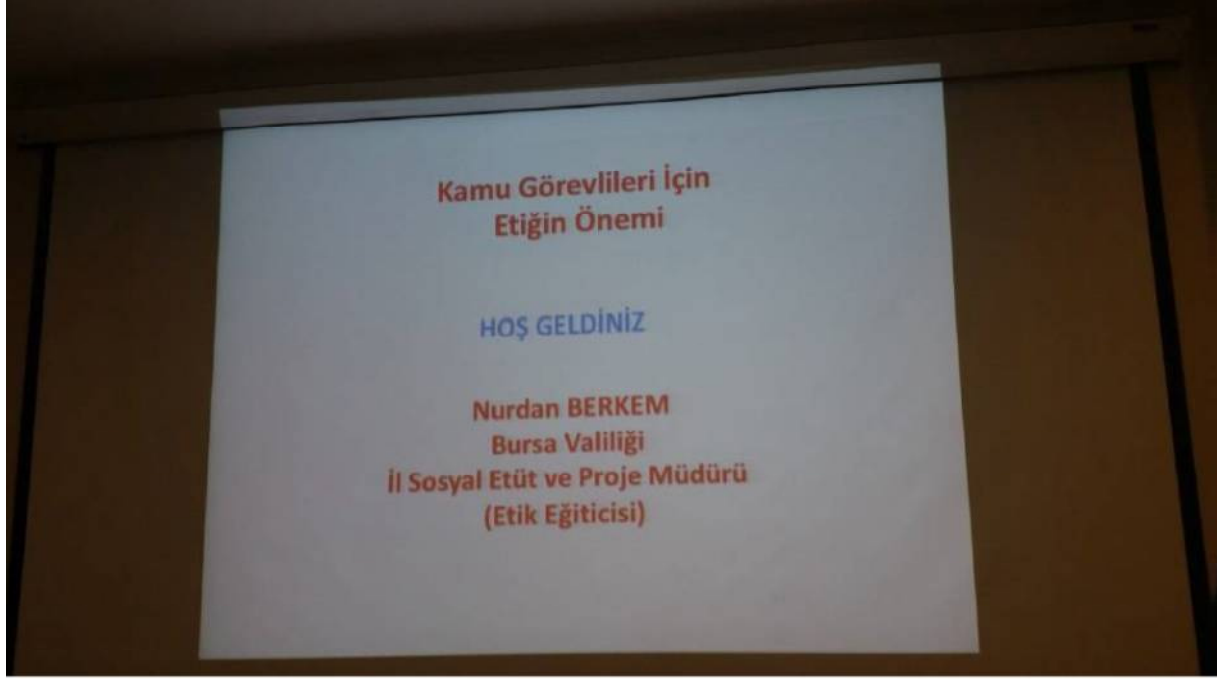 Kamu Görevlileri İçin
Etiğin Önemi
HOŞ GELDİNİZ
Nurdan BERKEM
Bursa Valiliği
İl Sosyal Etüt ve Proje Müdürü
(Etik Eğiticisi)